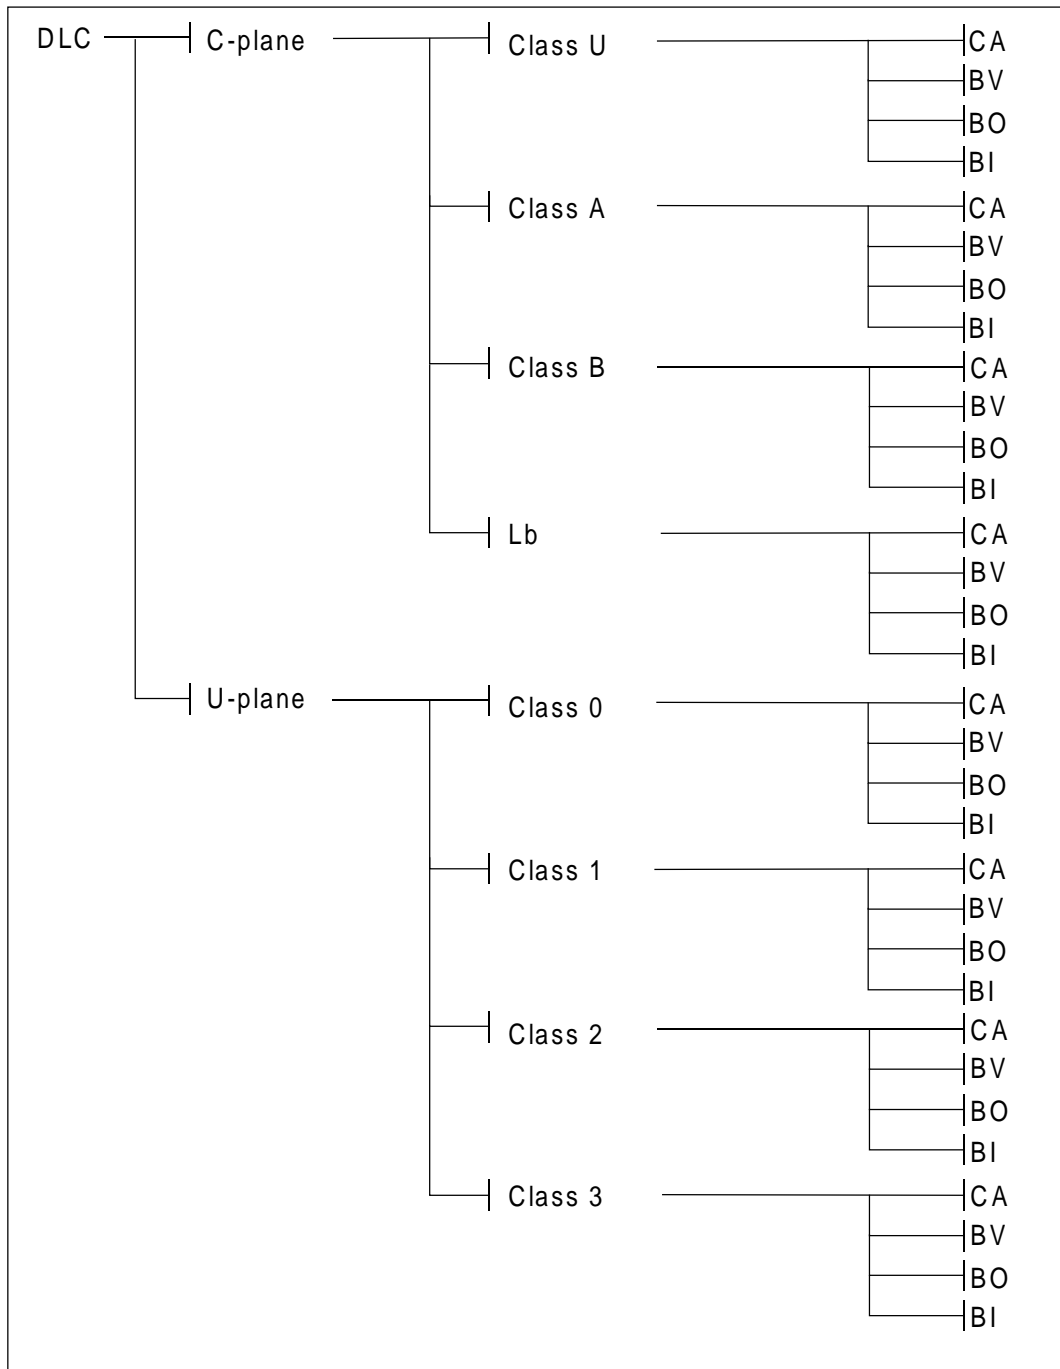 DLC C-plane Class U CA
BV
BO
BI
Class A CA
BV
BO
BI
Class B CA
BV
BO
BI
Lb CA
BV
BO
BI
U-plane Class 0 CA
BV
BO
BI
Class 1 CA
BV
BO
BI
Class 2 CA
BV
BO
BI
Class 3 CA
BV
BO
BI